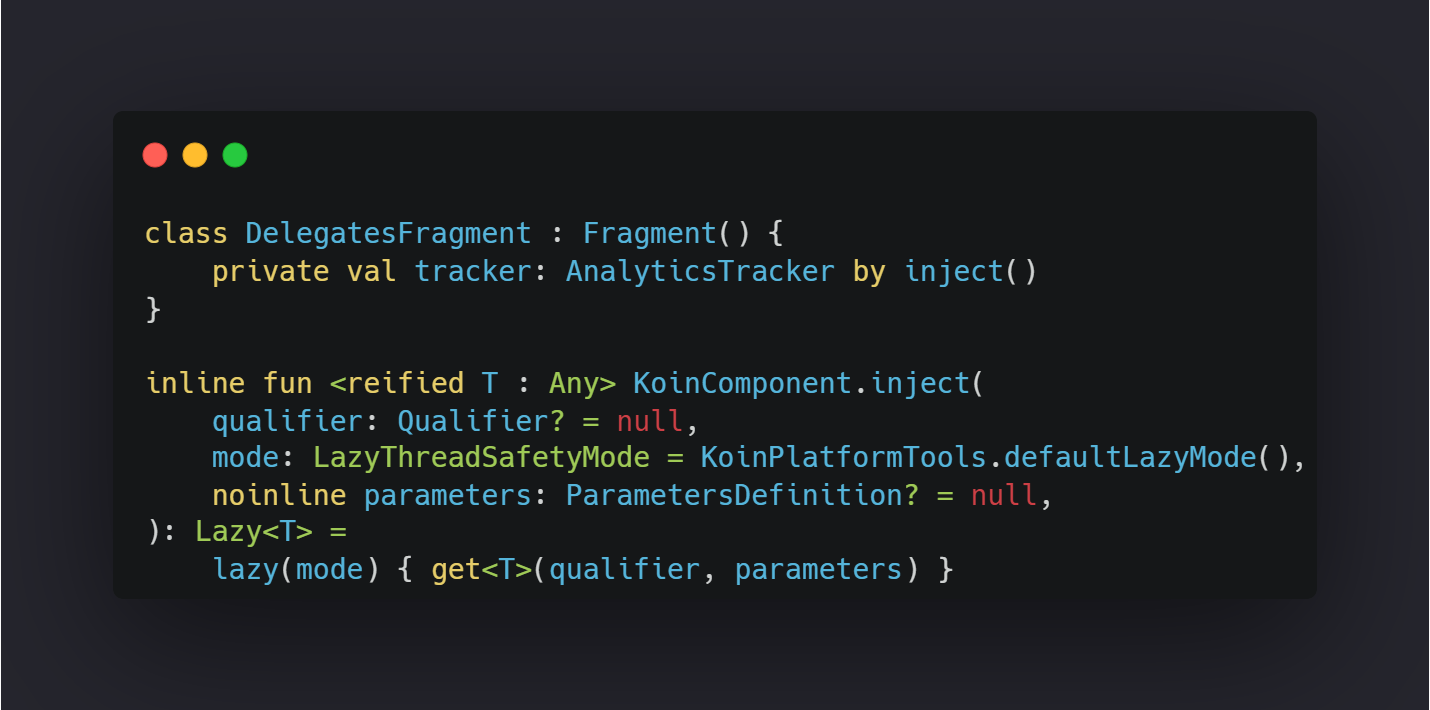 class DelegatesFragment : Fragment() {
    private val tracker: AnalyticsTracker by inject()
}

inline fun <reified T : Any> KoinComponent.inject(
    qualifier: Qualifier? = null,
    mode: LazyThreadSafetyMode = KoinPlatformTools.defaultLazyMode(),
    noinline parameters: ParametersDefinition? = null,
): Lazy<T> =
    lazy(mode) { get<T>(qualifier, parameters) }